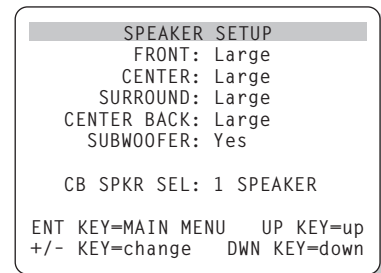 SPEAKER SETUP
FRONT: Large
CENTER: Large
SURROUND: Large
CENTER BACK: Large
SUBWOOFER: Yes
CB SPKR SEL: 1 SPEAKER
ENT KEY=MAIN MENU UP KEY=up
+/- KEY=change DWN KEY=down